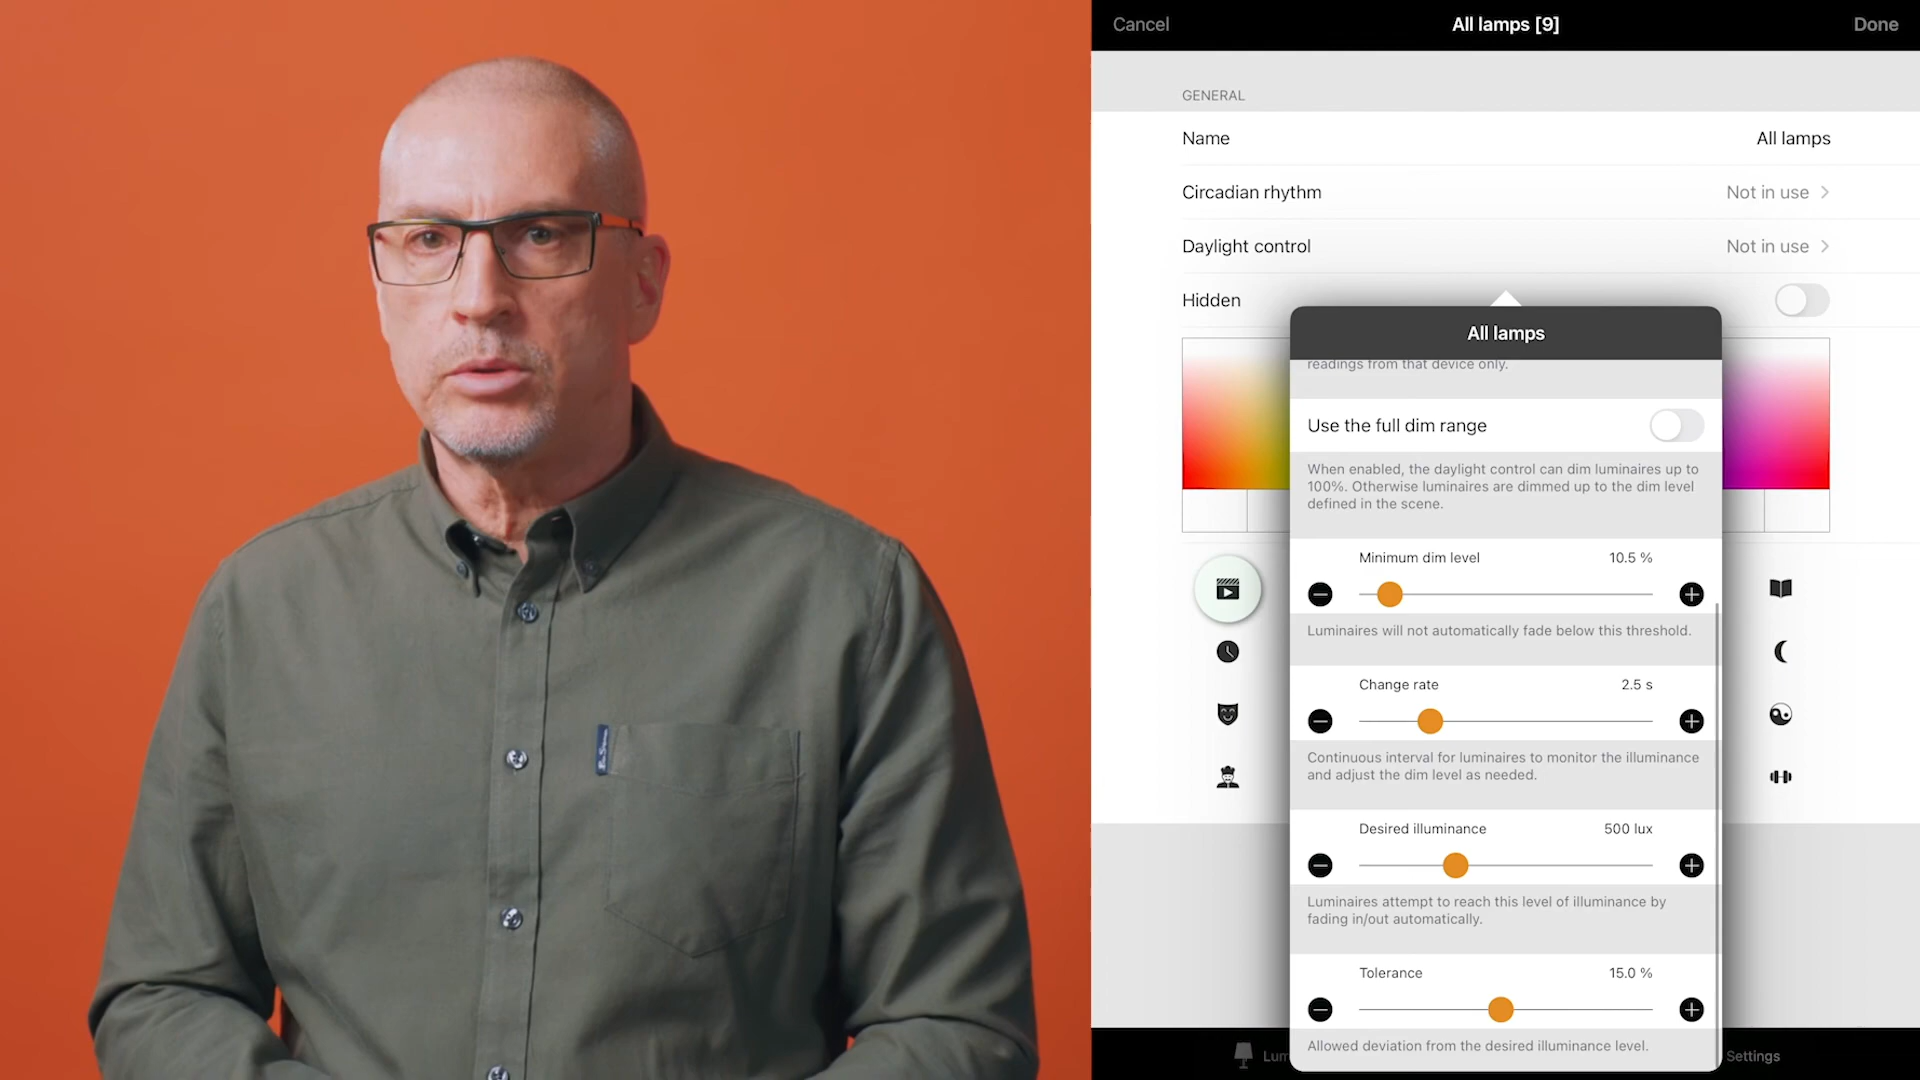 Cancel
All lamps [9]
Done
GENERAL
Name
All lamps
Circadian rhythm
Not in use
Daylight control
Not in use
Hidden
All lamps
readings from that device only.
Use the full dim range
When enabled, the daylight control can dim luminaires up to
100%. Otherwise luminaires are dimmed up to the dim level
defined in the scene.
Minimum dim level
10.5 %
Luminaires will not automatically fade below this threshold.
Change rate
2.5 s
Continuous interval for luminaires to monitor the illuminance
and adjust the dim level as needed.
Desired illuminance
500 lux
Luminaires attempt to reach this level of illuminance by
fading in/out automatically.
Tolerance
15.0 %
Allowed deviation from the desired illuminance level.
Lum
Settings